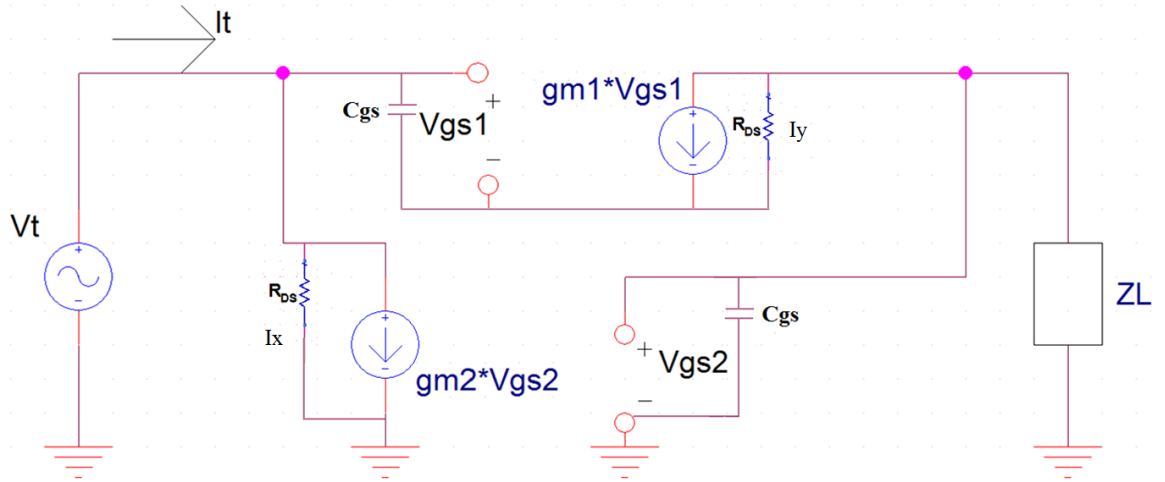 It
Cgs
+
Vgs1
−
gm1*Vgs1
+
−
RDS
Iy
Vt
+
−
RDS
Ix
+
−
gm2*Vgs2
+
Vgs2
−
Cgs
ZL